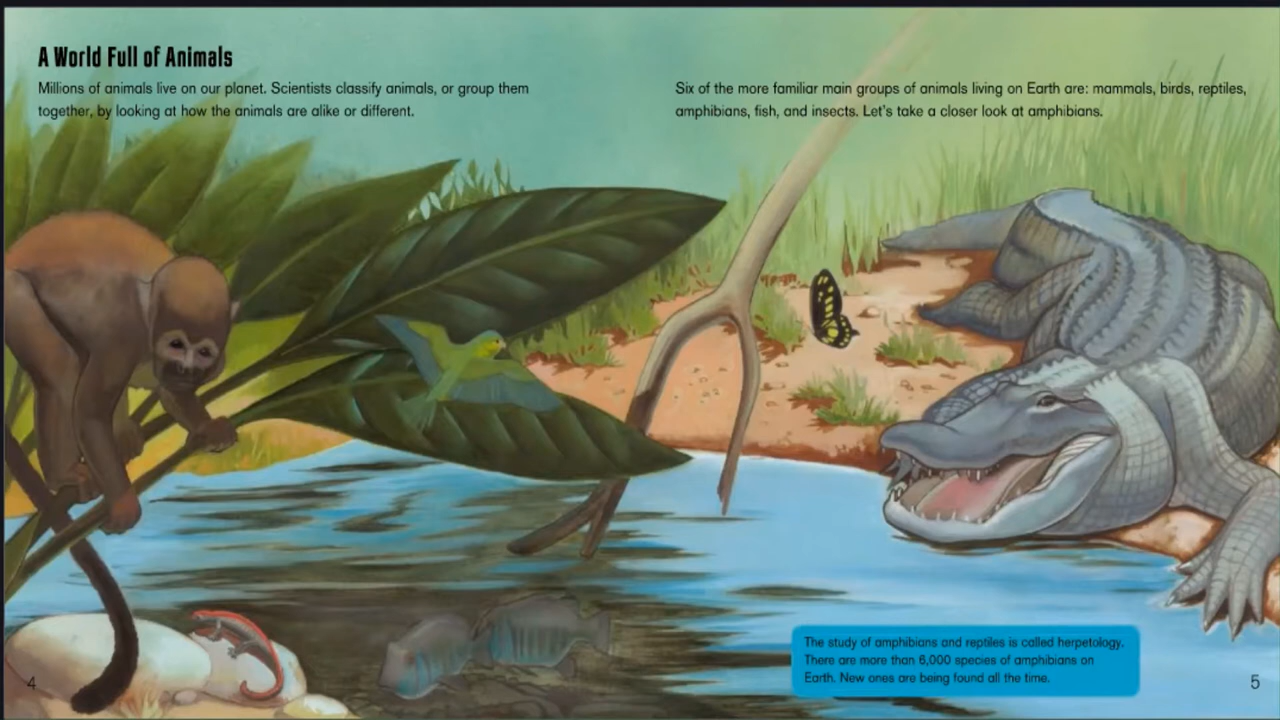 A World Full of Animals
Millions of animals live on our planet. Scientists classify animals, or group them
together, by looking at how the animals are alike or different.
Six of the more familiar main groups of animals living on Earth are: mammals, birds, reptiles,
amphibians, fish, and insects. Let's take a closer look at amphibians.
The study of amphibians and reptiles is called herpetology.
There are more than 6,000 species of amphibians on
Earth. New ones are being found all the time.
4
5